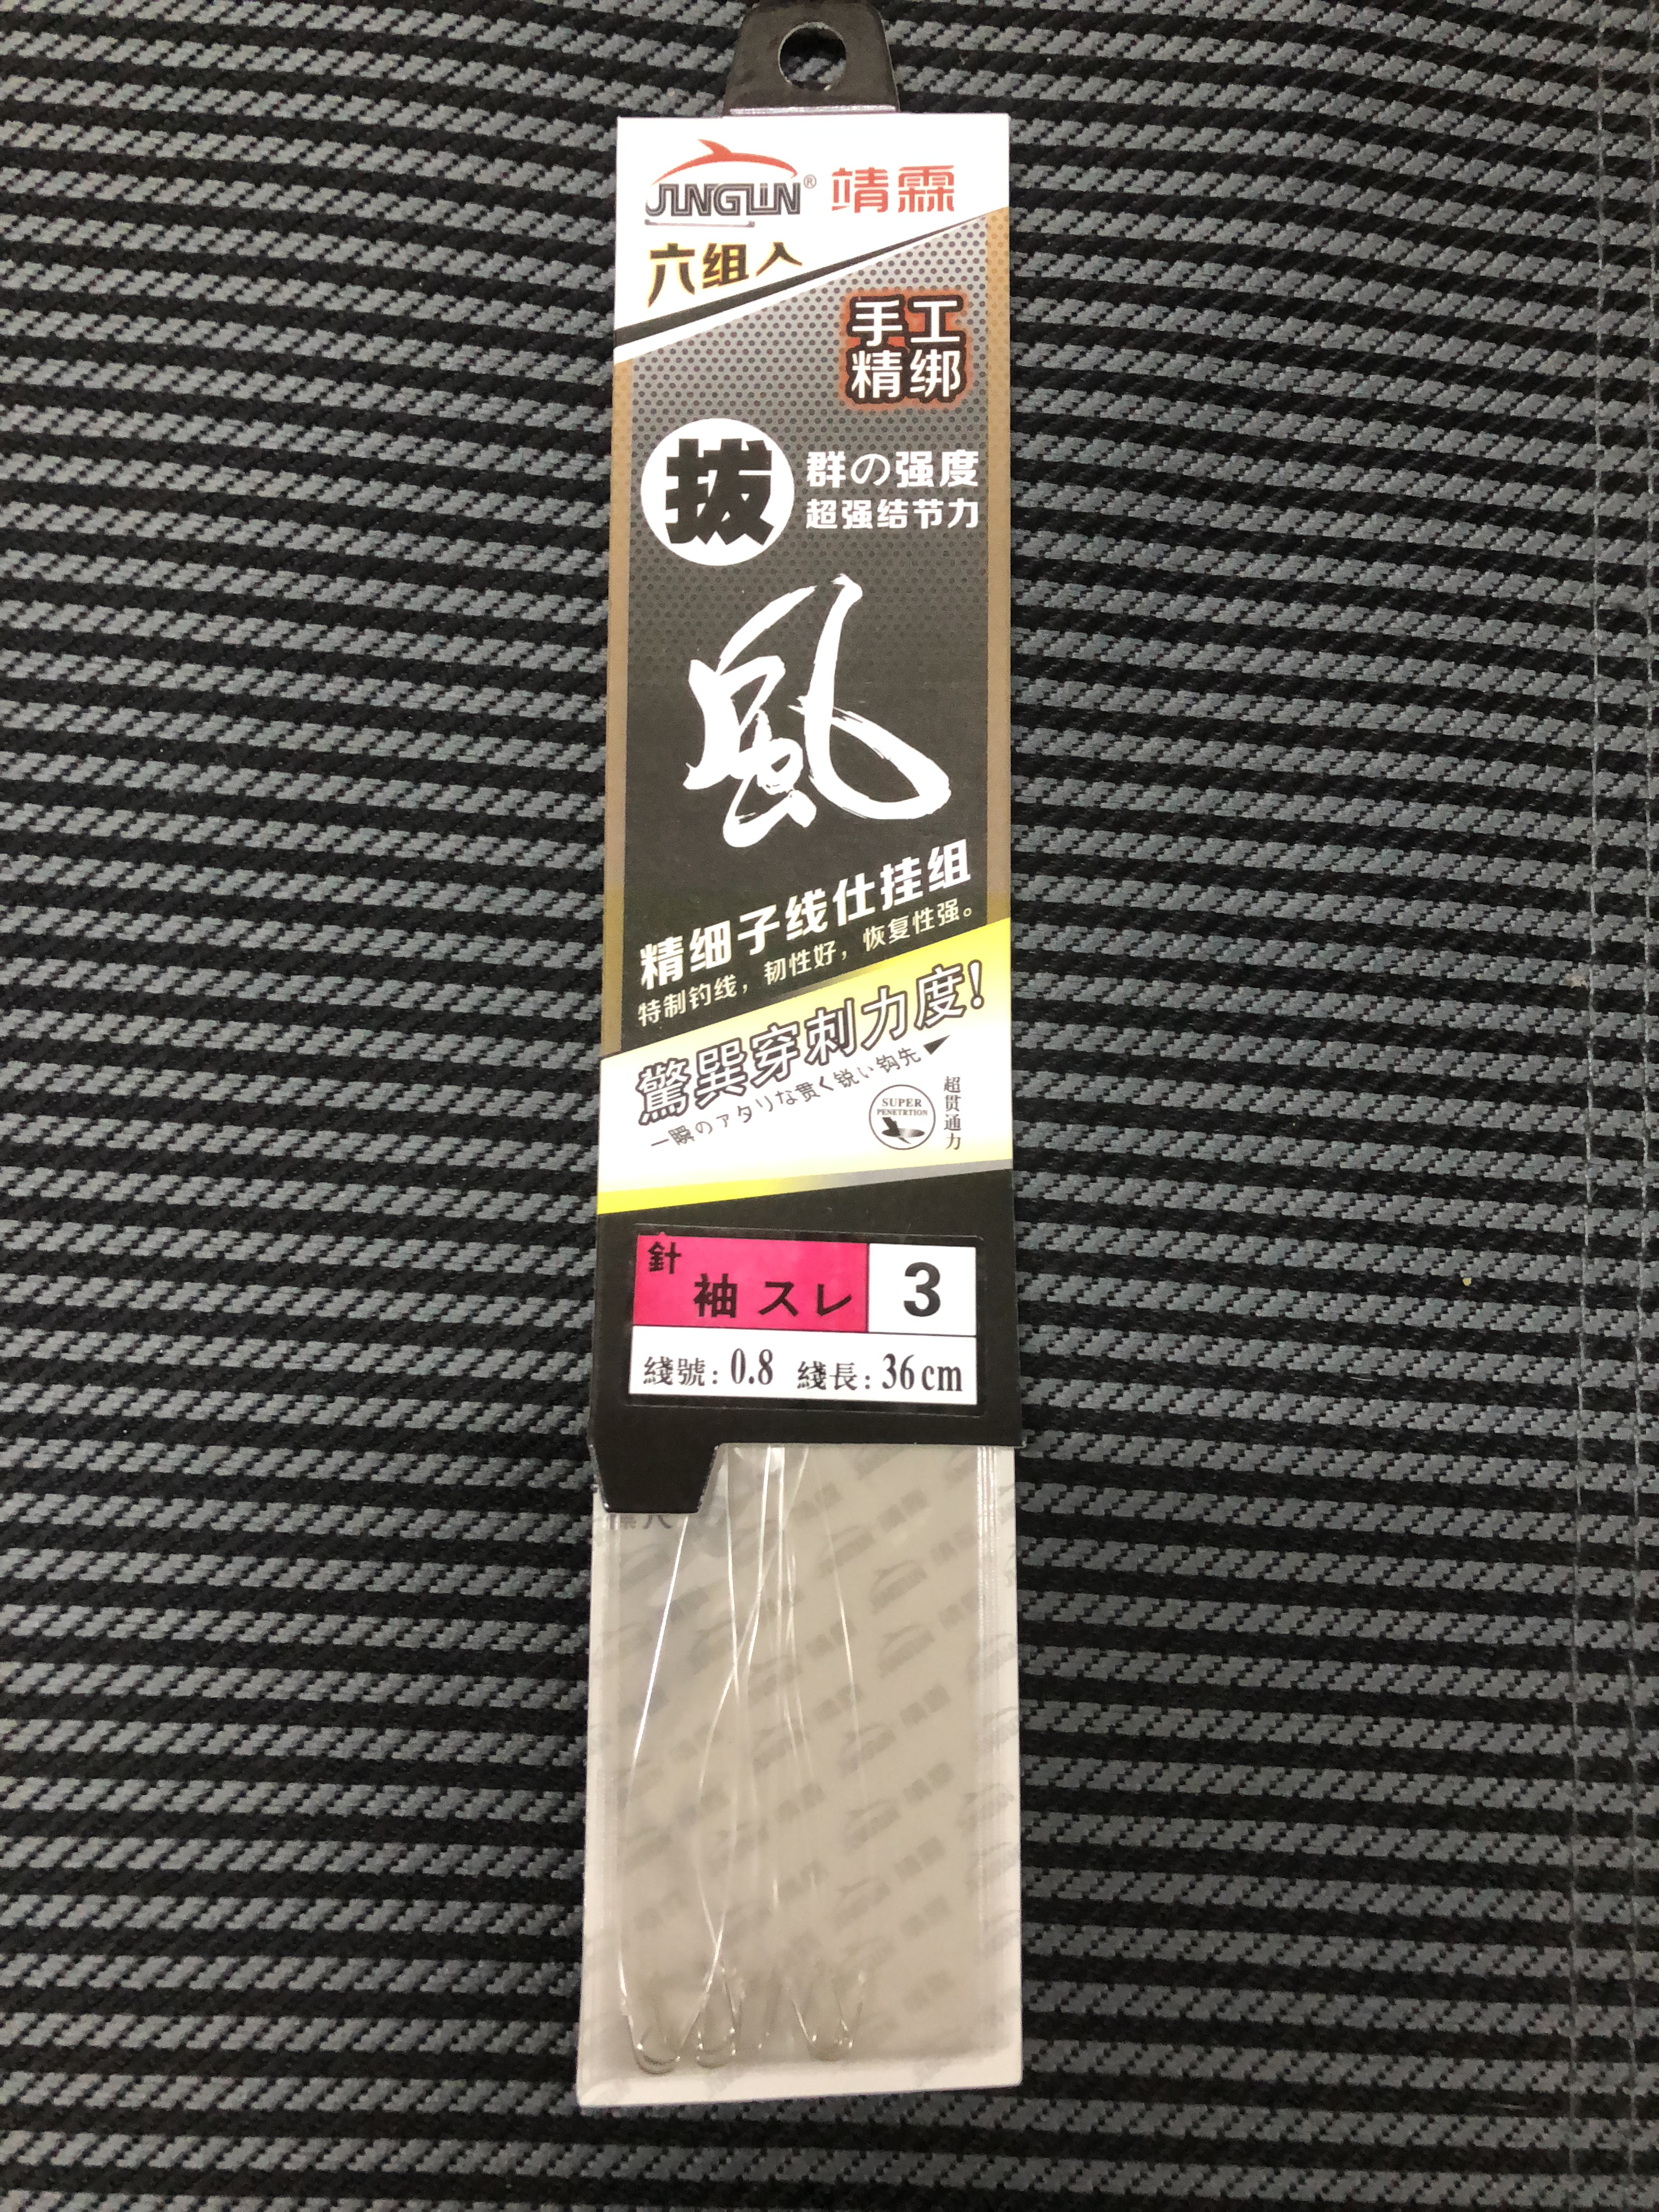 JINGLIN® 靖霖
六组入
手工
精绑
拔 群の强度
超强结节力
風
精细子线仕挂组
特制钓线，韧性好，恢复性强。
驚巽穿刺力度！
一瞬のアタリな貫く锐い钩先
SUPER
PENETRTION
超贯通力
針
袖スレ 3
綫號：0.8 綫長：36cm